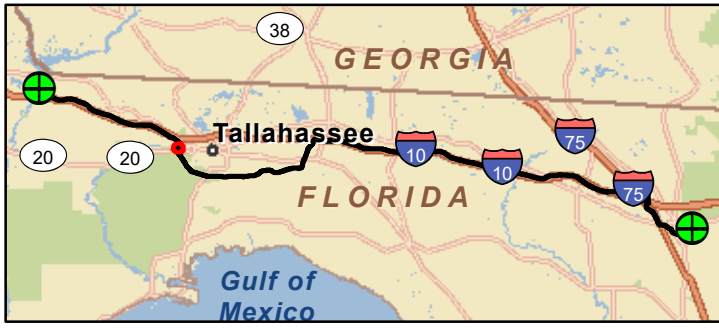 38
GEORGIA
Tallahassee
75
20
20
10
10
FLORIDA
75
Gulf of
Mexico